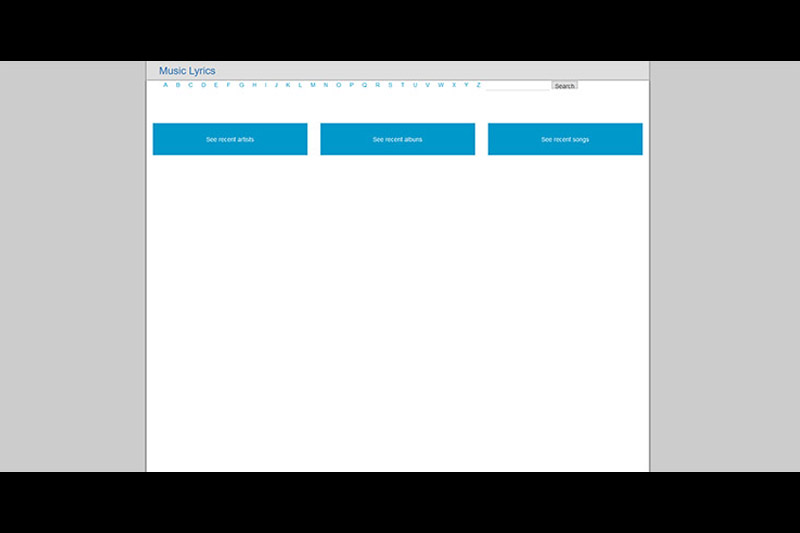 Music Lyrics
A B C D E F G H I J K L M N O P Q R S T U V W X Y Z Search
See recent artists See recent albums See recent songs